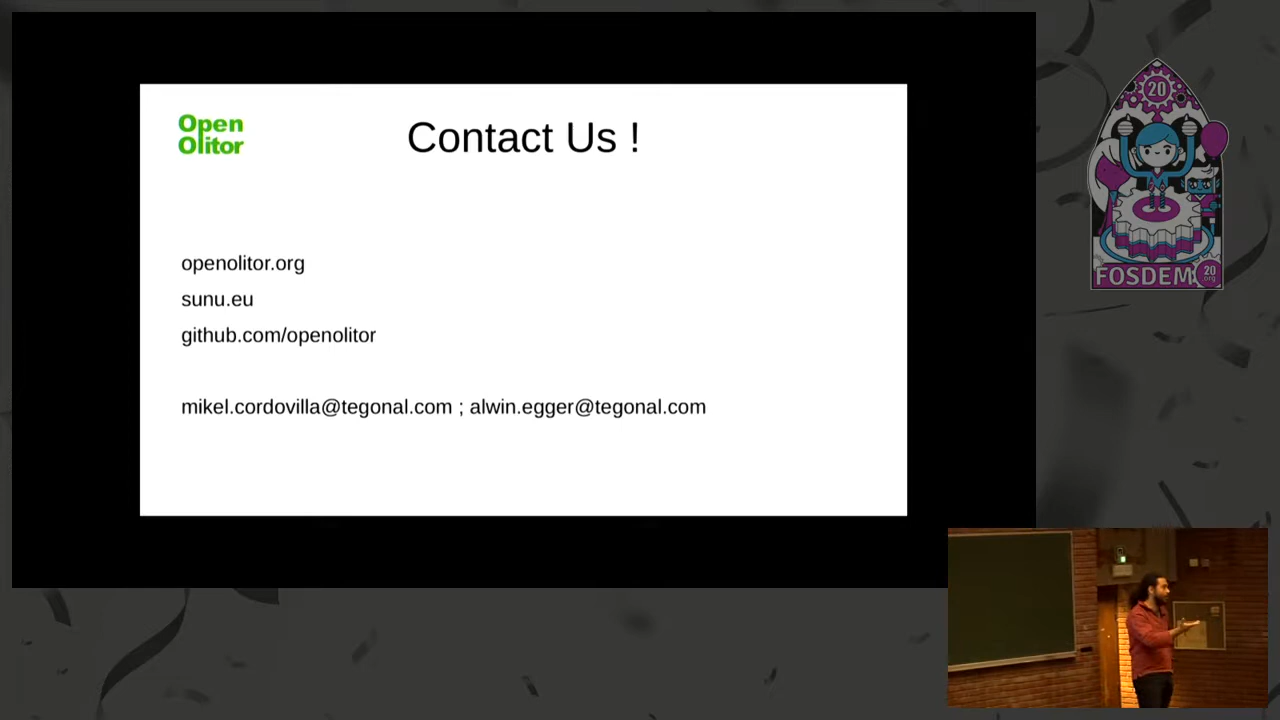 Open
Olitor
Contact Us !
openolitor.org
sunu.eu
github.com/openolitor
mikel.cordovilla@tegonal.com ; alwin.egger@tegonal.com
20
FOSDEM
20
org